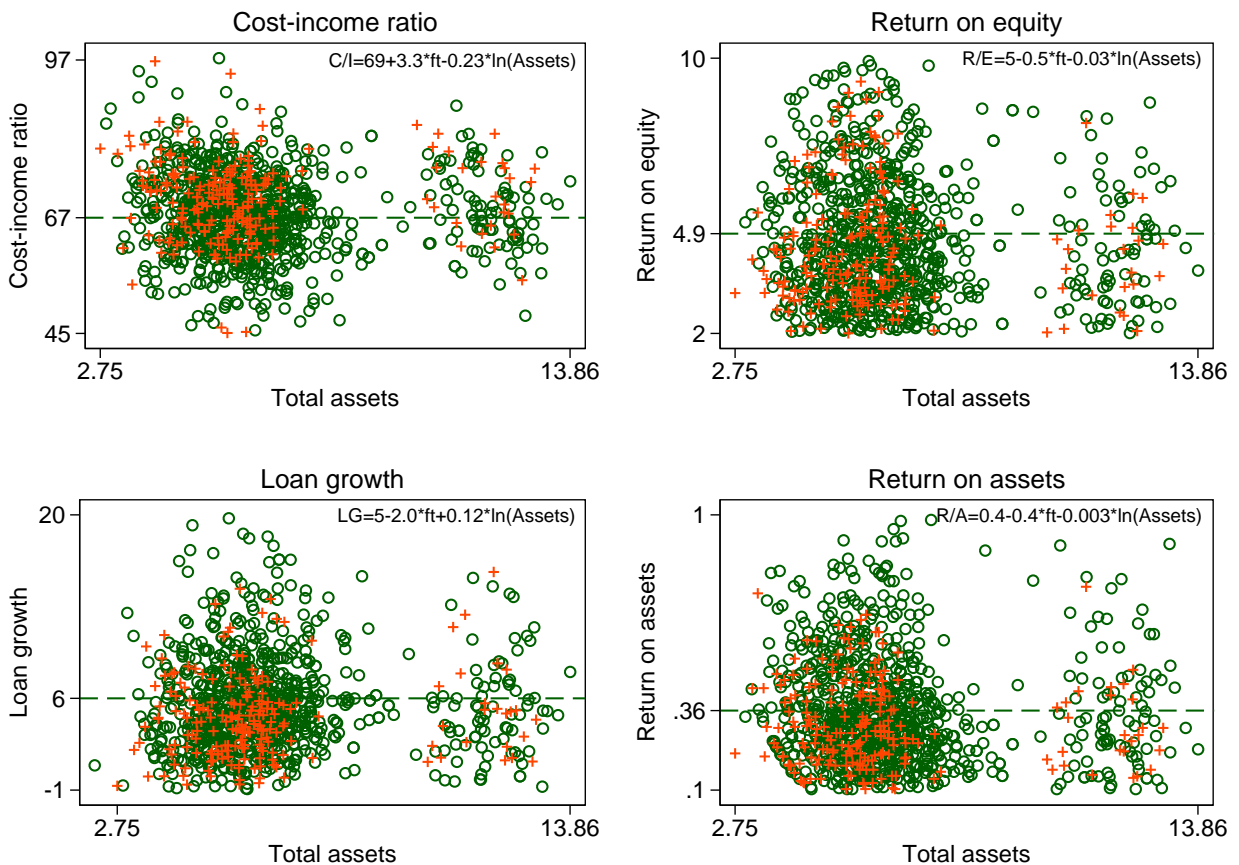 Cost-income ratio
C/I=69+3.3*ft-0.23*ln(Assets)
Cost-income ratio
97
67
45
2.75
13.86
Total assets
Return on equity
R/E=5-0.5*ft-0.03*ln(Assets)
Return on equity
10
4.9
2
2.75
13.86
Total assets
Loan growth
LG=5-2.0*ft+0.12*ln(Assets)
Loan growth
20
6
-1
2.75
13.86
Total assets
Return on assets
R/A=0.4-0.4*ft-0.003*ln(Assets)
Return on assets
1
.36
.1
2.75
13.86
Total assets